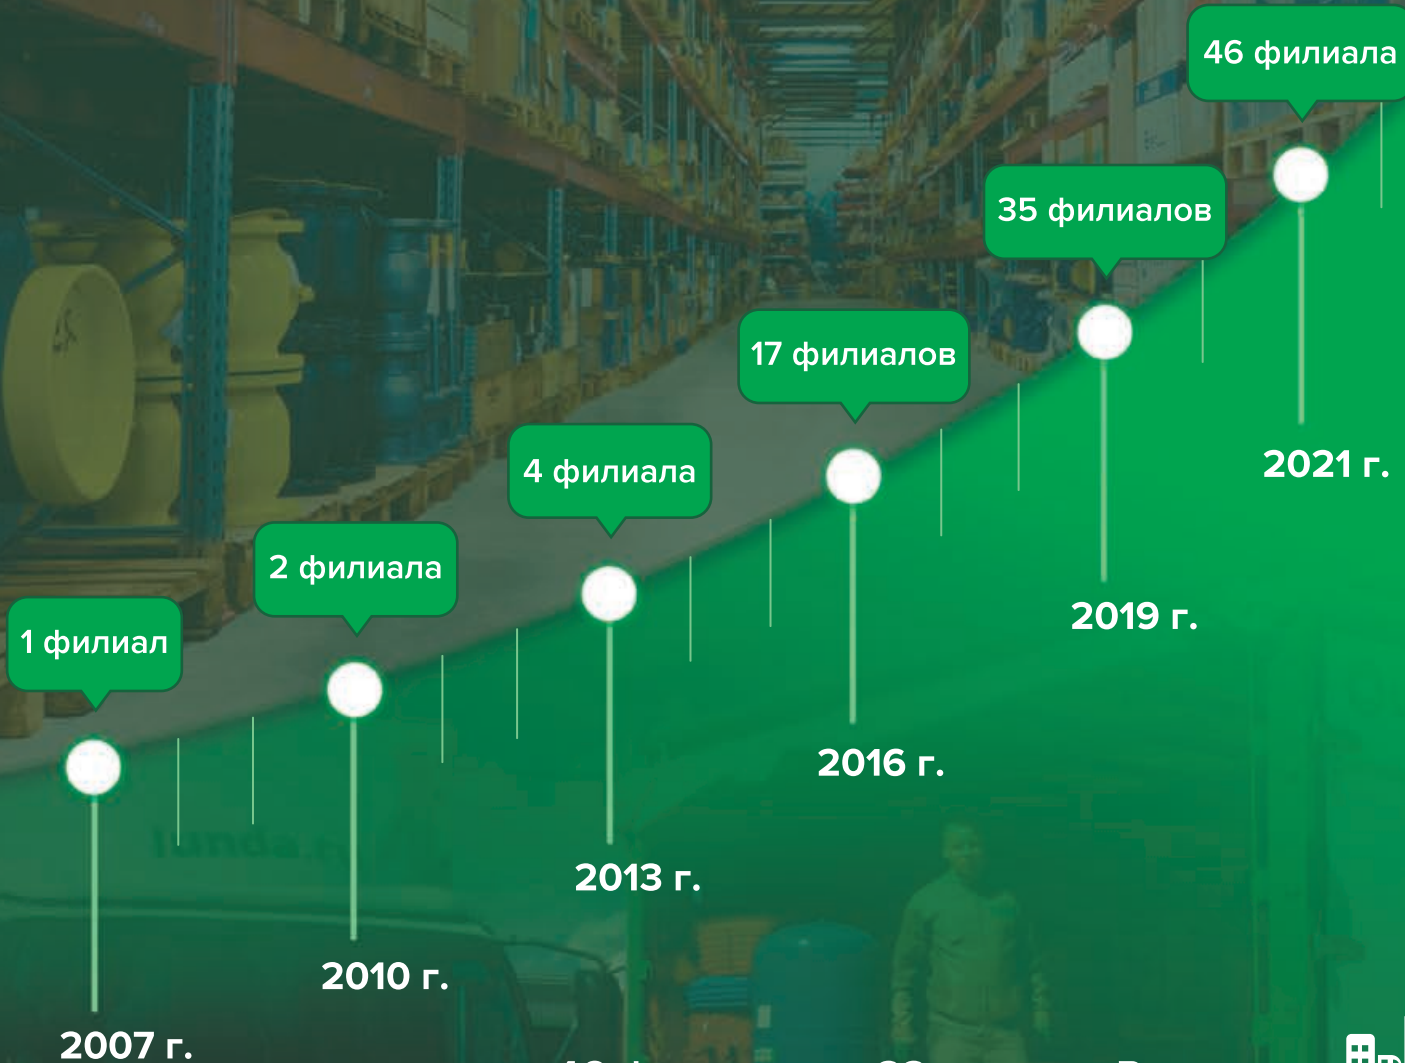 46 филиала
35 филиалов
17 филиалов
4 филиала
2 филиала
1 филиал
2021 г.
2019 г.
2016 г.
2013 г.
2010 г.
2007 г.